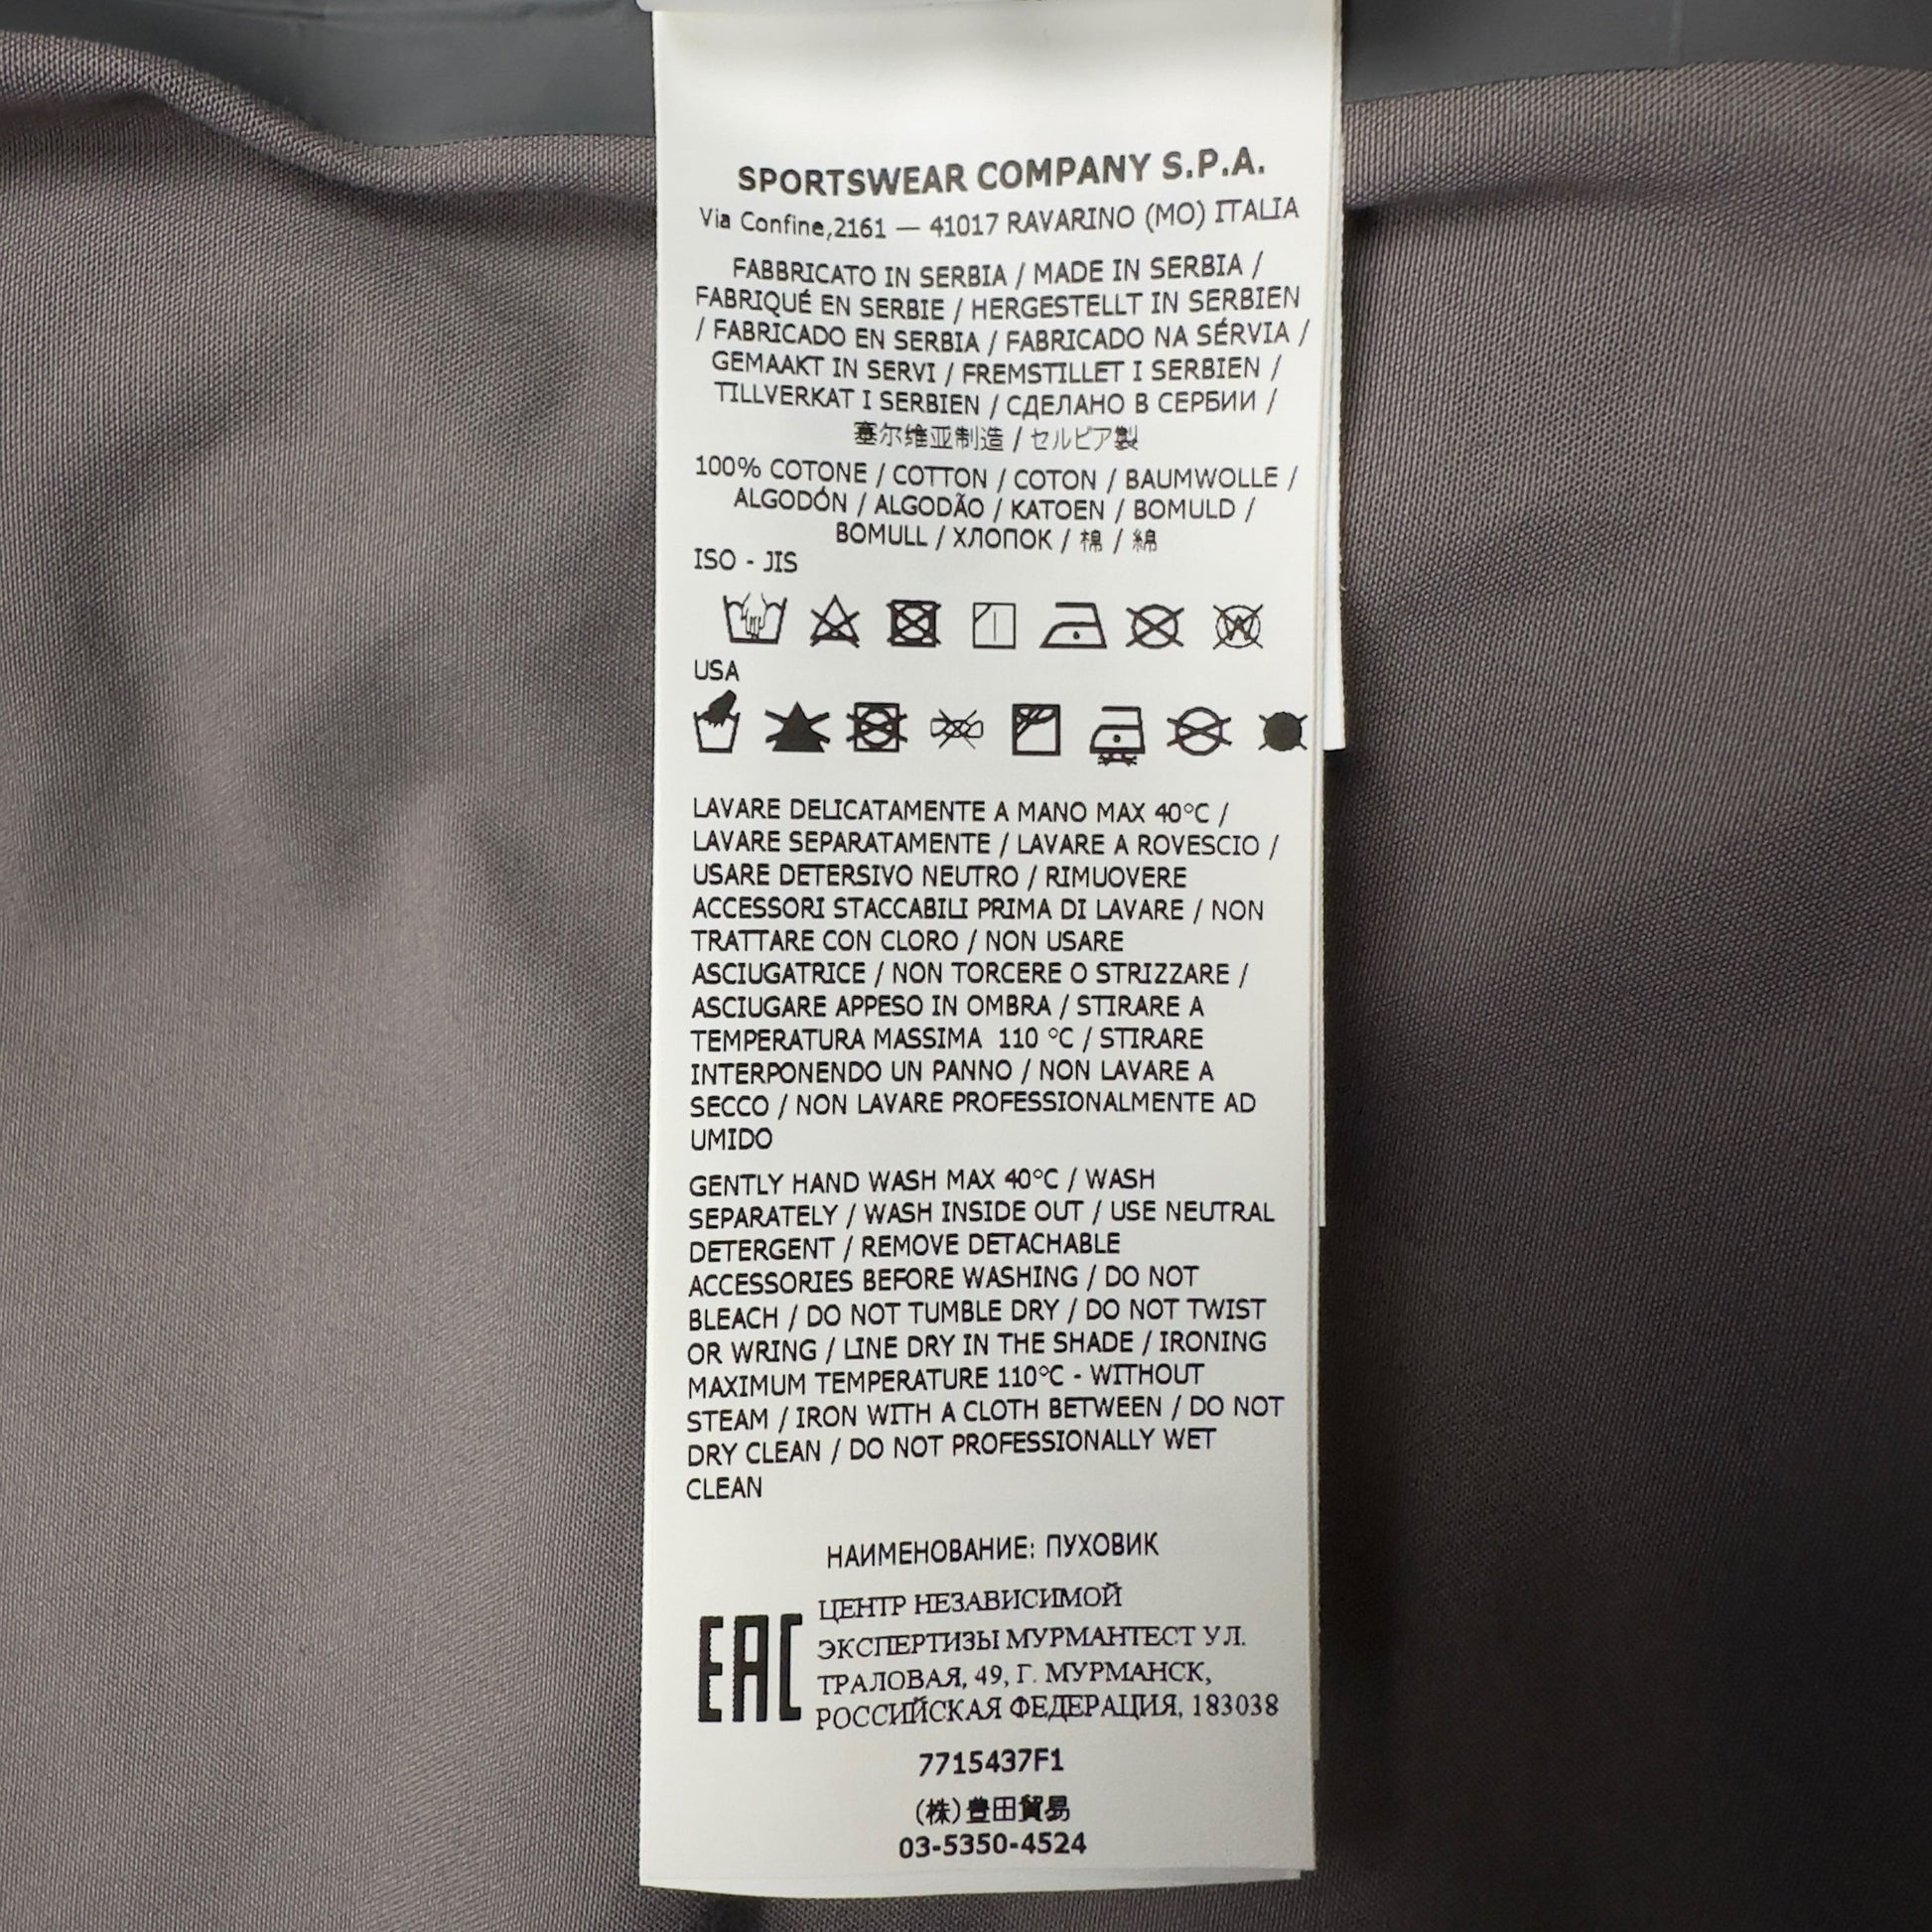 SPORTSWEAR COMPANY S.P.A.
Via Confine,2161 — 41017 RAVARINO (MO) ITALIA
FABBRICATO IN SERBIA / MADE IN SERBIA /
FABRIQUÉ EN SERBIE / HERGESTELLT IN SERBIEN
/ FABRICADO EN SERBIA / FABRICADO NA SÉRVIA /
GEMAAKT IN SERVI / FREMSTILLET I SERBIEN /
TILLVERKAT I SERBIEN / СДЕЛАНО В СЕРБИИ /
塞尔维亚制造 / セルビア製
100% COTONE / COTTON / COTON / BAUMWOLLE /
ALGODÓN / ALGODÃO / KATOEN / BOMULD /
BOMULL / ХЛОПОК / 棉 / 綿
ISO - JIS
W
USA
LAVARE DELICATAMENTE A MANO MAX 40°C /
LAVARE SEPARATAMENTE / LAVARE A ROVESCIO /
USARE DETERSIVO NEUTRO / RIMUOVERE
ACCESSORI STACCABILI PRIMA DI LAVARE / NON
TRATTARE CON CLORO / NON USARE
ASCIUGATRICE / NON TORCERE O STRIZZARE /
ASCIUGARE APPESO IN OMBRA / STIRARE A
TEMPERATURA MASSIMA 110 °C / STIRARE
INTERPONENDO UN PANNO / NON LAVARE A
SECCO / NON LAVARE PROFESSIONALMENTE AD
UMIDO
GENTLY HAND WASH MAX 40°C / WASH
SEPARATELY / WASH INSIDE OUT / USE NEUTRAL
DETERGENT / REMOVE DETACHABLE
ACCESSORIES BEFORE WASHING / DO NOT
BLEACH / DO NOT TUMBLE DRY / DO NOT TWIST
OR WRING / LINE DRY IN THE SHADE / IRONING
MAXIMUM TEMPERATURE 110°C - WITHOUT
STEAM / IRON WITH A CLOTH BETWEEN / DO NOT
DRY CLEAN / DO NOT PROFESSIONALLY WET
CLEAN
НАИМЕНОВАНИЕ: ПУХОВИК
EAC
ЦЕНТР НЕЗАВИСИМОЙ
ЭКСПЕРТИЗЫ МУРМАНТЕСТ УЛ.
ТРАЛОВАЯ, 49, Г. МУРМАНСК,
РОССИЙСКАЯ ФЕДЕРАЦИЯ, 183038
7715437F1
(株)豊田貿易
03-5350-4524